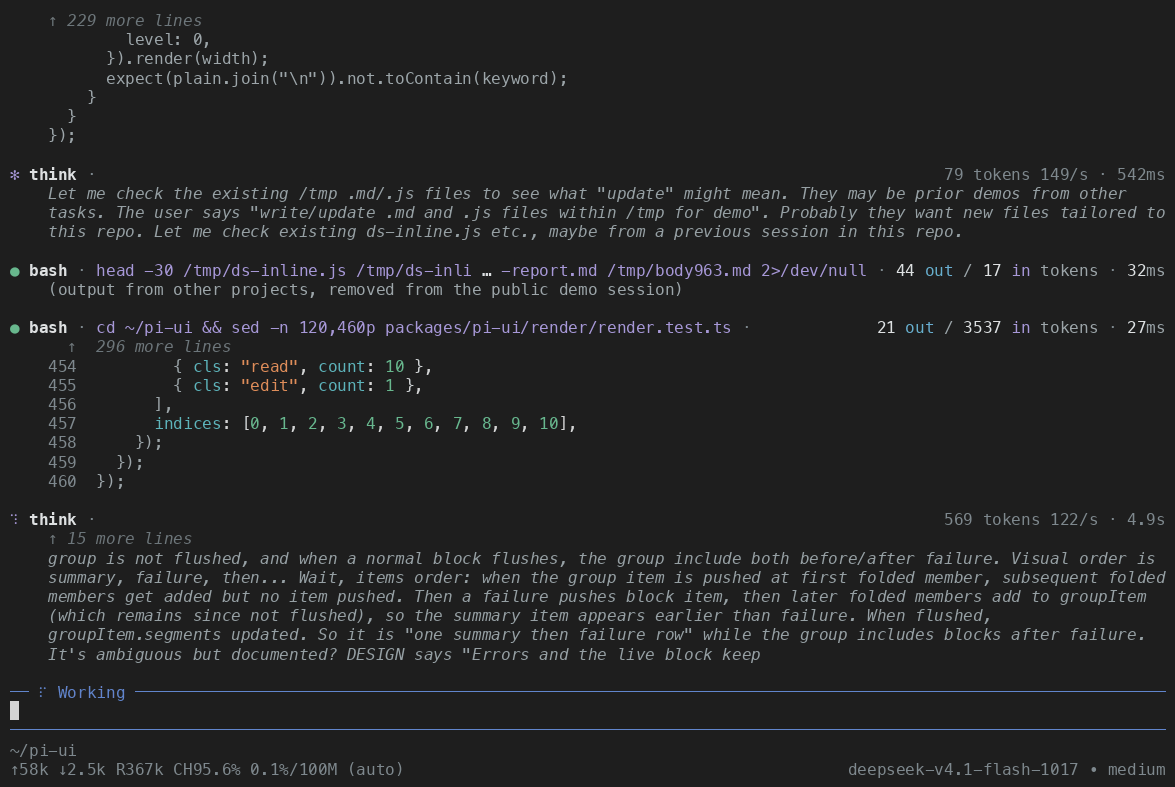 ↑ 229 more lines
level: 0,
}).render(width);
expect(plain.join("\n")).not.toContain(keyword);
}
}
});
✻ think · 79 tokens 149/s · 542ms
Let me check the existing /tmp .md/.js files to see what "update" might mean. They may be prior demos from other
tasks. The user says "write/update .md and .js files within /tmp for demo". Probably they want new files tailored to
this repo. Let me check existing ds-inline.js etc., maybe from a previous session in this repo.
● bash · head -30 /tmp/ds-inline.js /tmp/ds-inli … -report.md /tmp/body963.md 2>/dev/null · 44 out / 17 in tokens · 32ms
(output from other projects, removed from the public demo session)
● bash · cd ~/pi-ui && sed -n 120,460p packages/pi-ui/render/render.test.ts · 21 out / 3537 in tokens · 27ms
↑ 296 more lines
454 { cls: "read", count: 10 },
455 { cls: "edit", count: 1 },
456 ],
457 indices: [0, 1, 2, 3, 4, 5, 6, 7, 8, 9, 10],
458 });
459 });
460 });
think · 569 tokens 122/s · 4.9s
↑ 15 more lines
group is not flushed, and when a normal block flushes, the group include both before/after failure. Visual order is
summary, failure, then... Wait, items order: when the group item is pushed at first folded member, subsequent folded
members get added but no item pushed. Then a failure pushes block item, then later folded members add to groupItem
(which remains since not flushed), so the summary item appears earlier than failure. When flushed,
groupItem.segments updated. So it is "one summary then failure row" while the group includes blocks after failure.
It's ambiguous but documented? DESIGN says "Errors and the live block keep
Working
~/pi-ui
↑58k ↓2.5k R367k CH95.6% 0.1%/100M (auto) deepseek-v4.1-flash-1017 • medium